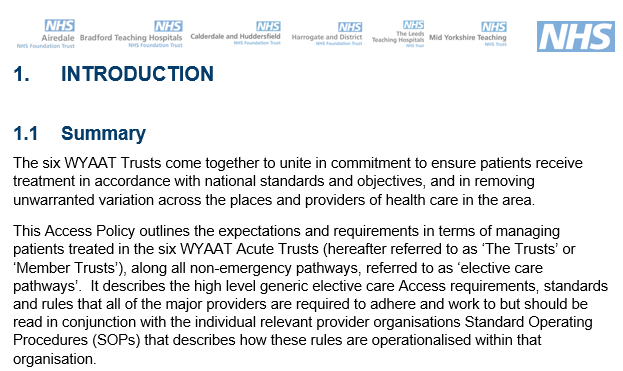 NHS NHS NHS NHS NHS NHS NHS
Airedale Bradford Teaching Hospitals Calderdale and Huddersfield Harrogate and District The Leeds Teaching Hospitals Mid Yorkshire Teaching
NHS Foundation Trust NHS Foundation Trust NHS Foundation Trust NHS Foundation Trust NHS Trust NHS Trust
1. INTRODUCTION
1.1 Summary
The six WYAAT Trusts come together to unite in commitment to ensure patients receive
treatment in accordance with national standards and objectives, and in removing
unwarranted variation across the places and providers of health care in the area.
This Access Policy outlines the expectations and requirements in terms of managing
patients treated in the six WYAAT Acute Trusts (hereafter referred to as ‘The Trusts’ or
‘Member Trusts’), along all non-emergency pathways, referred to as ‘elective care
pathways’.  It describes the high level generic elective care Access requirements, standards
and rules that all of the major providers are required to adhere and work to but should be
read in conjunction with the individual relevant provider organisations Standard Operating
Procedures (SOPs) that describes how these rules are operationalised within that
organisation.